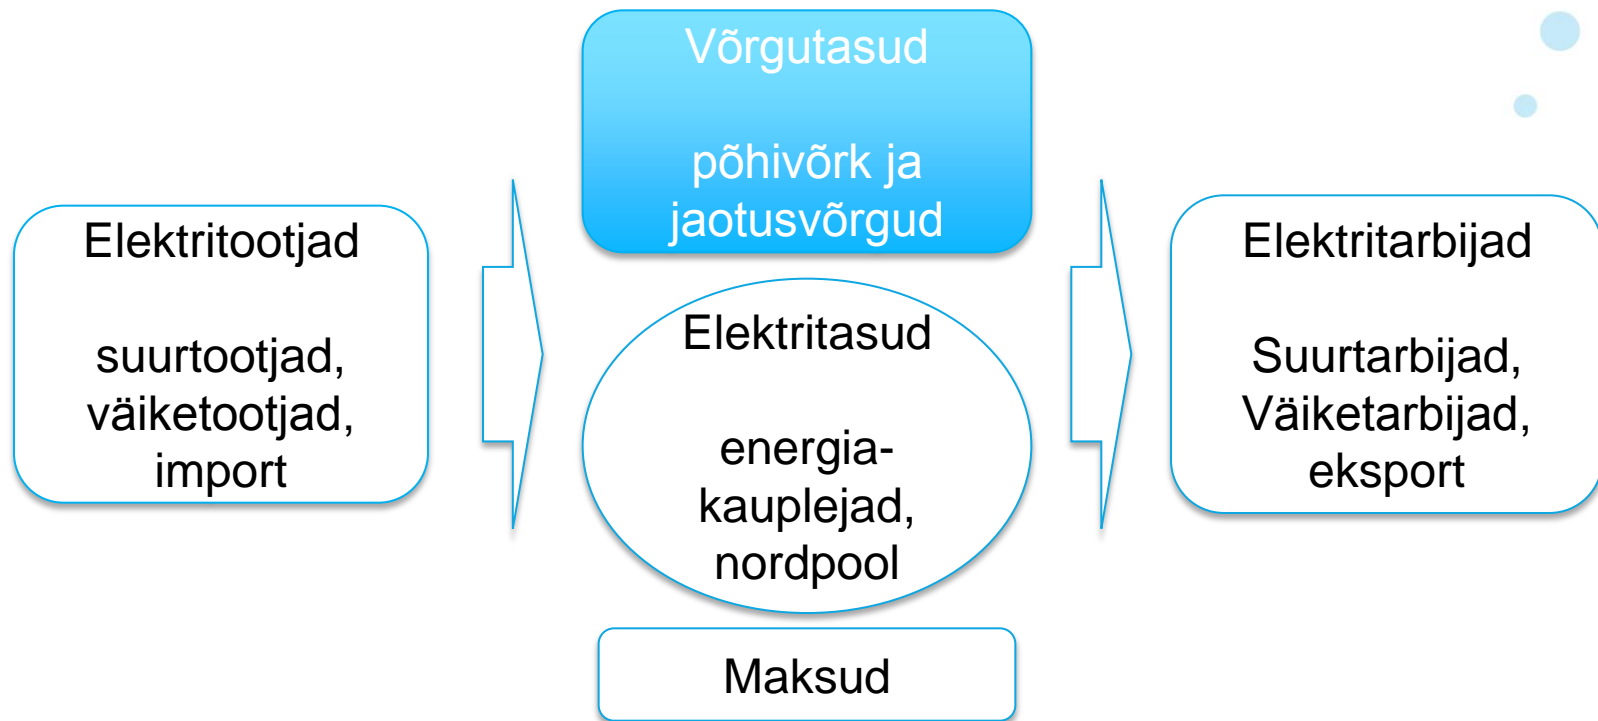 Elektritootjad
suurtootjad,
väiketootjad,
import
Võrgutasud
põhivõrk ja
jaotusvõrgud
Elektritasud
energia-
kauplejad,
nordpool
Maksud
Elektritarbijad
Suurtarbijad,
Väiketarbijad,
eksport